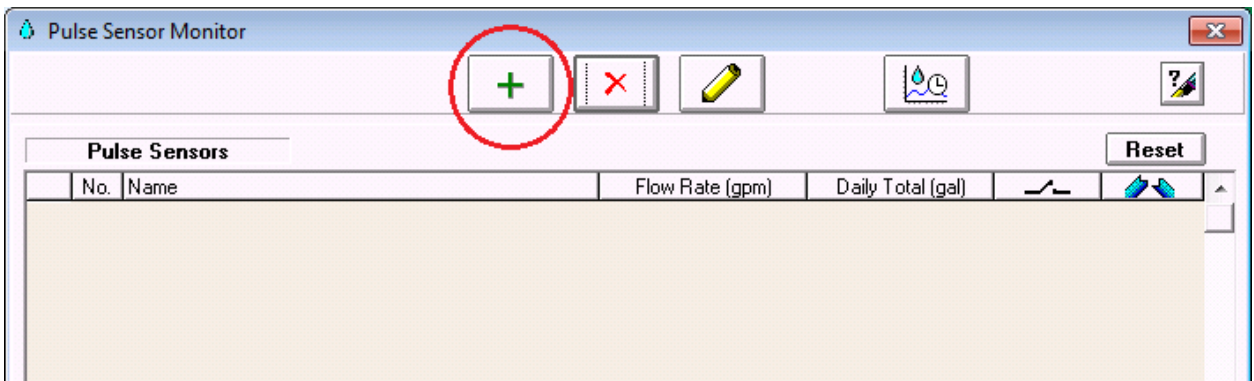 Pulse Sensor Monitor
?
Pulse Sensors
Reset
No. Name Flow Rate (gpm) Daily Total (gal)